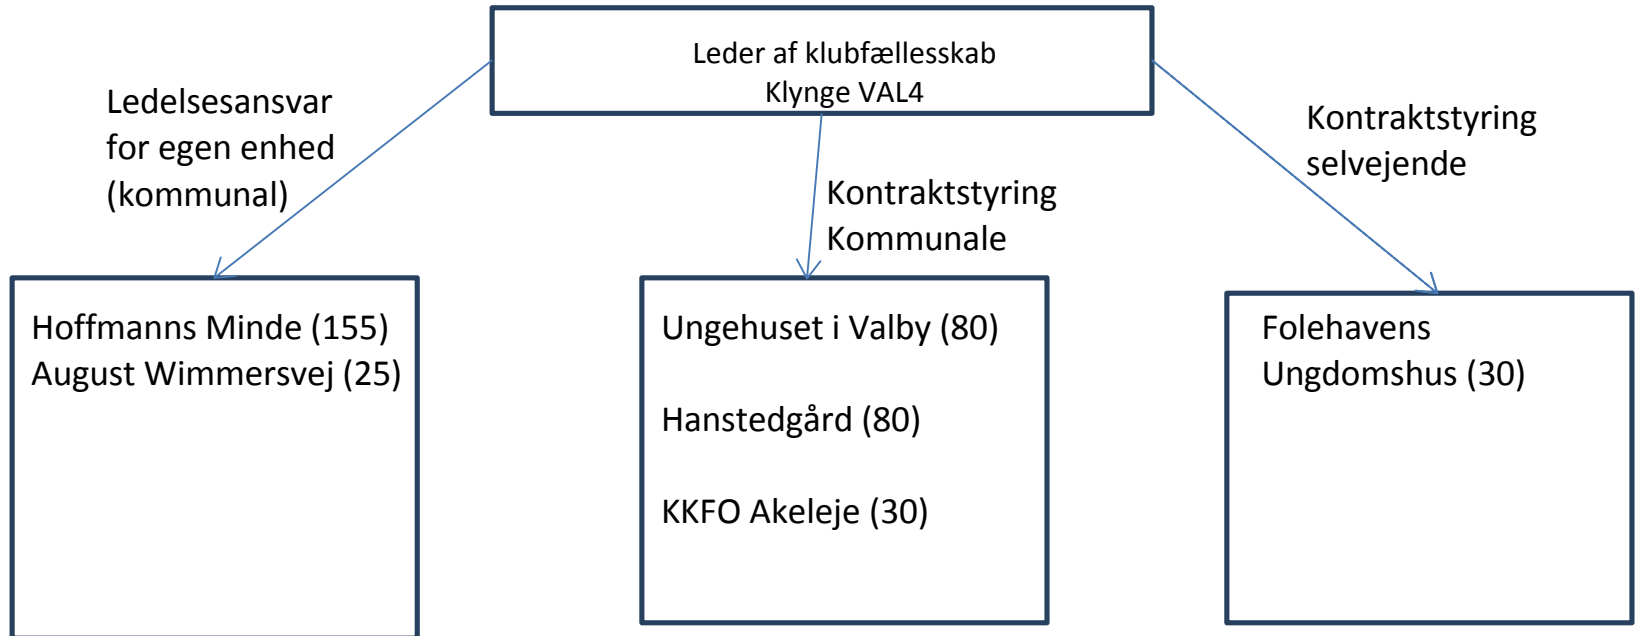 Leder af klubfællesskab
Klynge VAL4
Ledelsesansvar
for egen enhed
(kommunal)
Kontraktstyring
Kommunale
Kontraktstyring
selvejende
Hoffmanns Minde (155)
August Wimmersvej (25)
Ungehuset i Valby (80)
Hanstedgård (80)
KKFO Akeleje (30)
Folehavens
Ungdomshus (30)